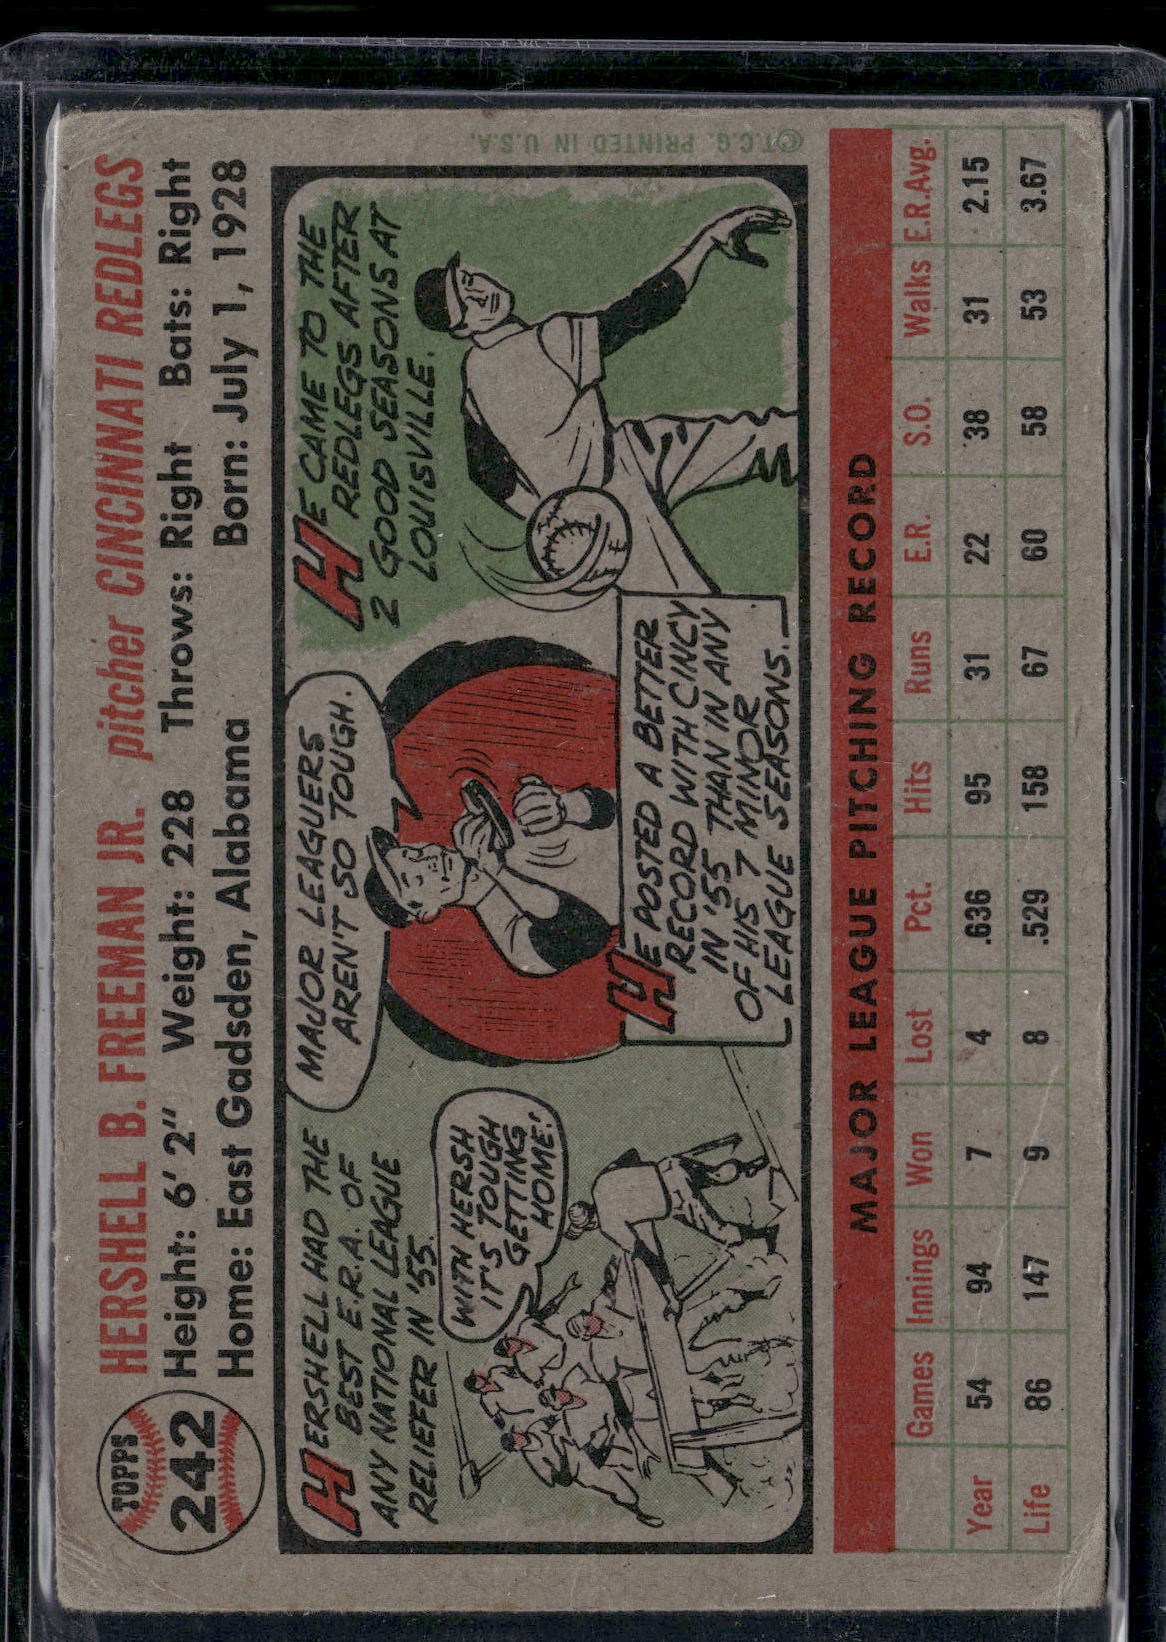 TOPPS
242
HERSHELL B. FREEMAN JR. pitcher CINCINNATI REDLEGS
Height: 6' 2" Weight: 228 Throws: Right Bats: Right
Home: East Gadsden, Alabama Born: July 1, 1928
HERSHELL HAD THE
BEST E.R.A. OF
ANY NATIONAL LEAGUE
RELIEFER IN '55.
WITH HERSH
IT'S TOUGH
GETTING
HOME!
MAJOR LEAGUERS
AREN'T SO TOUGH.
HE POSTED A BETTER
RECORD WITH CINCY
IN '55 THAN IN ANY
OF HIS 7 MINOR
LEAGUE SEASONS.
HE CAME TO THE
REDLEGS AFTER
2 GOOD SEASONS AT
LOUISVILLE.
©T.C.G. PRINTED IN U.S.A.
MAJOR LEAGUE PITCHING RECORD
Games Innings Won Lost Pct. Hits Runs E.R. S.O. Walks E.R.Avg.
Year 54 94 7 4 .636 95 31 22 38 31 2.15
Life 86 147 9 8 .529 158 67 60 58 53 3.67